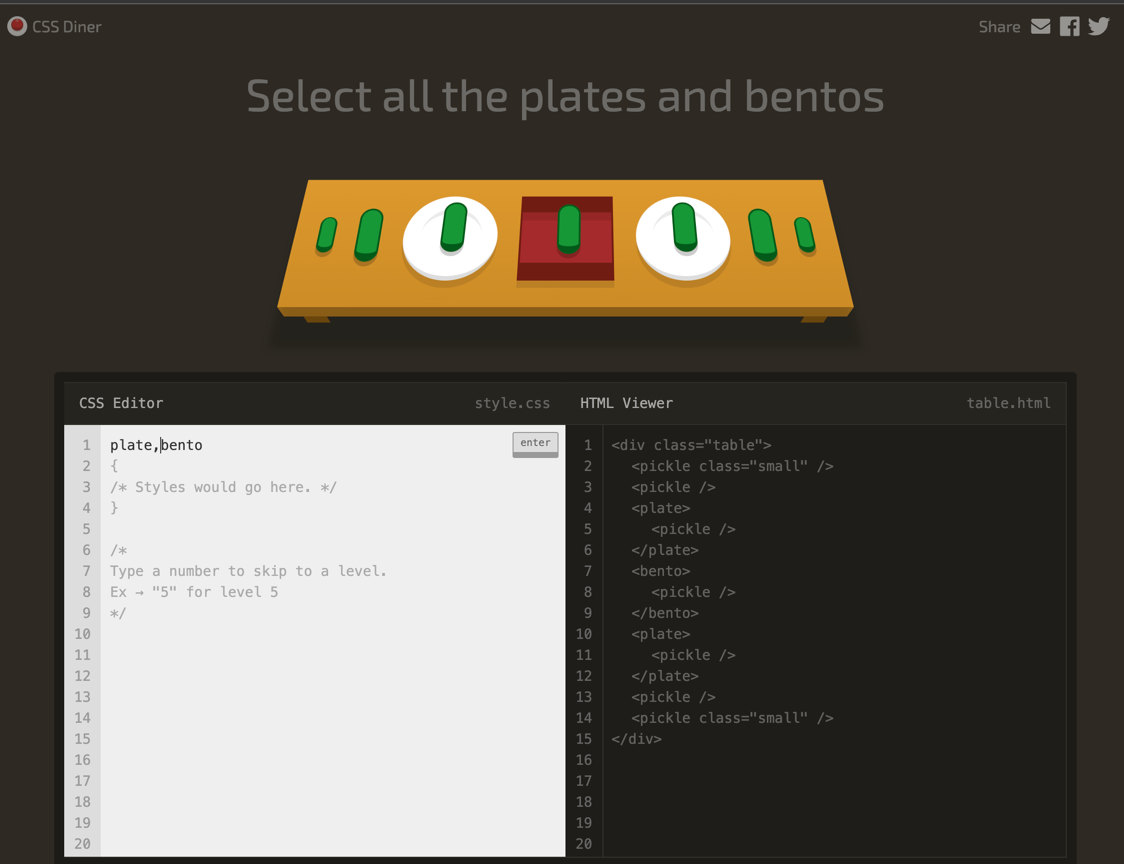 CSS Diner
Share
Select all the plates and bentos
CSS Editor
style.css
1 plate,bento
enter
2 {
3 /* Styles would go here. */
4 }
5
6 /*
7 Type a number to skip to a level.
8 Ex → "5" for level 5
9 */
10
11
12
13
14
15
16
17
18
19
20
HTML Viewer
table.html
1 <div class="table">
2 <pickle class="small" />
3 <pickle />
4 <plate>
5 <pickle />
6 </plate>
7 <bento>
8 <pickle />
9 </bento>
10 <plate>
11 <pickle />
12 </plate>
13 <pickle />
14 <pickle class="small" />
15 </div>
16
17
18
19
20